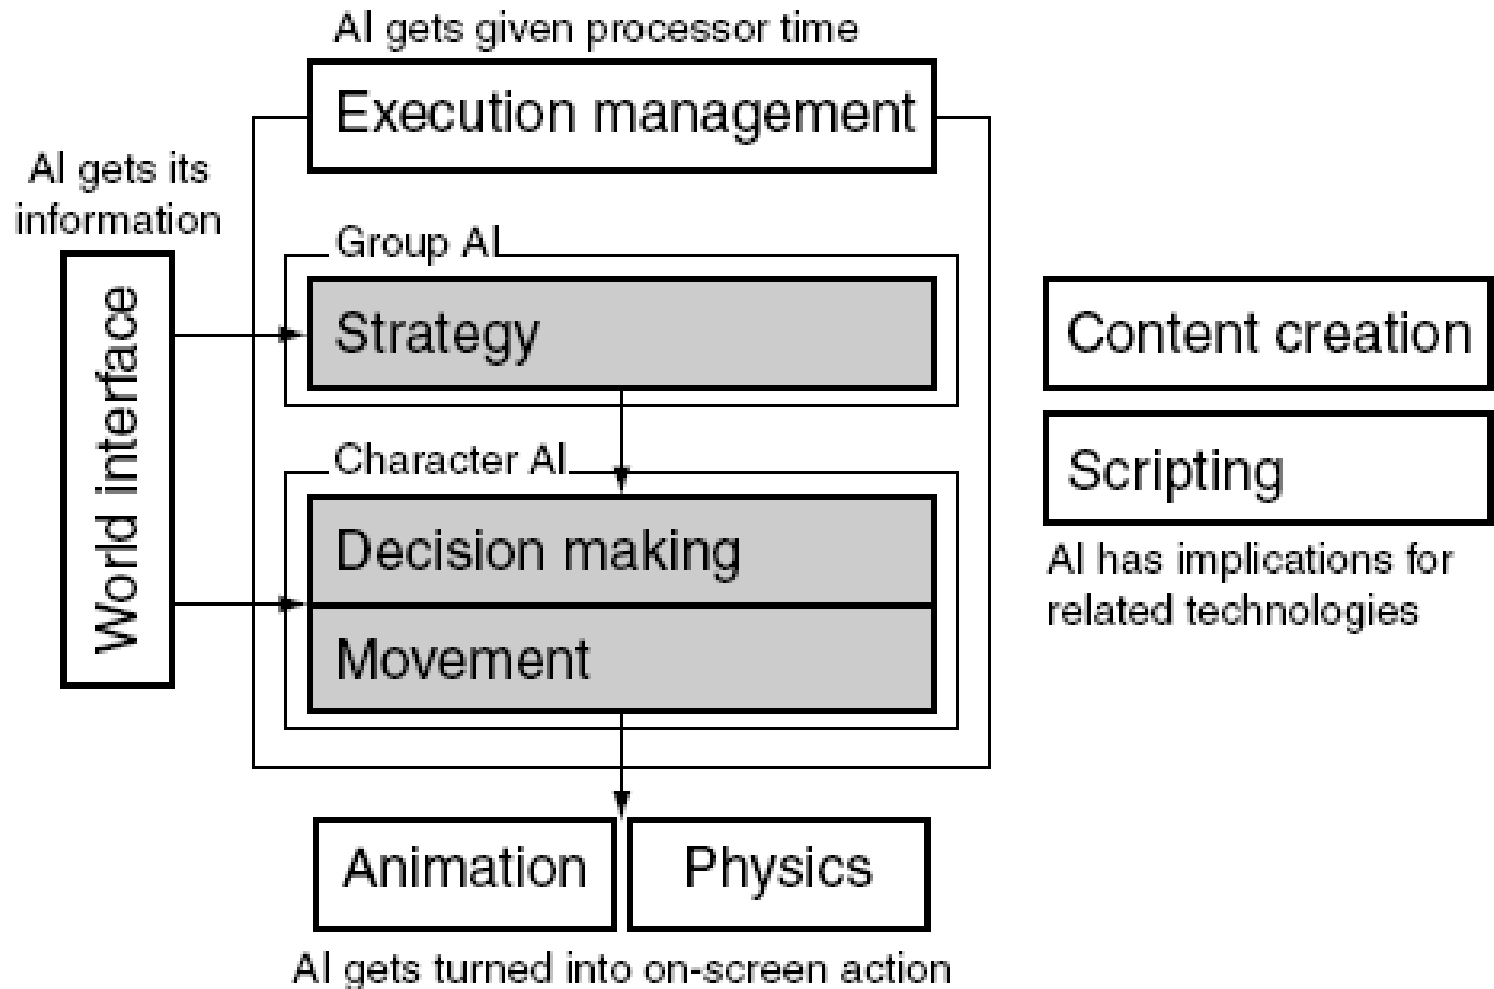 AI gets given processor time
Execution management
AI gets its
information
World interface
Group AI
Strategy
Character AI
Decision making
Movement
Content creation
Scripting
AI has implications for
related technologies
Animation
Physics
AI gets turned into on-screen action